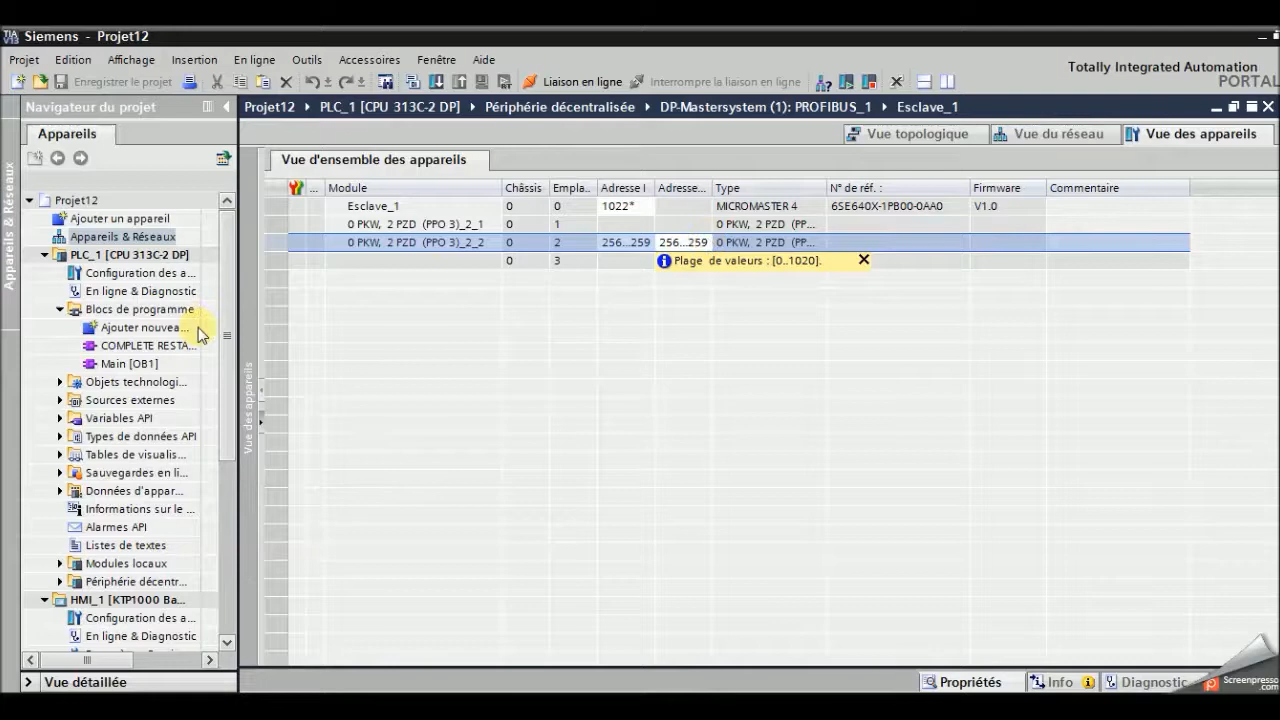 TIA
V13
Siemens - Projet12
Projet Edition Affichage Insertion En ligne Outils Accessoires Fenêtre Aide
Totally Integrated Automation
PORTAL
Enregistrer le projet
Liaison en ligne
Interrompre la liaison en ligne
Navigateur du projet
Projet12 PLC_1 [CPU 313C-2 DP] Périphérie décentralisée DP-Mastersystem (1): PROFIBUS_1 Esclave_1
Appareils
Vue topologique
Vue du réseau
Vue des appareils
Vue d'ensemble des appareils
Appareils & Réseaux
Vue des appareils
... Module Châssis Empla.. Adresse I Adresse... Type N° de réf. : Firmware Commentaire
Esclave_1 0 0 1022* MICROMASTER 4 6SE640X-1PB00-0AA0 V1.0
0 PKW, 2 PZD (PPO 3)_2_1 0 1 0 PKW, 2 PZD (PP...
0 PKW, 2 PZD (PPO 3)_2_2 0 2 256...259 256...259 0 PKW, 2 PZD (PP...
0 3
Plage de valeurs : [0..1020].
Projet12
Ajouter un appareil
Appareils & Réseaux
PLC_1 [CPU 313C-2 DP]
Configuration des a...
En ligne & Diagnostic
Blocs de programme
Ajouter nouvea...
COMPLETE RESTA...
Main [OB1]
Objets technologi...
Sources externes
Variables API
Types de données API
Tables de visualis...
Sauvegardes en li...
Données d'appar...
Informations sur le ...
Alarmes API
Listes de textes
Modules locaux
Périphérie décentr...
HMI_1 [KTP1000 Ba...
Configuration des a...
En ligne & Diagnostic
Vue détaillée
Propriétés
Info
Diagnostic
Screenpresso
.com